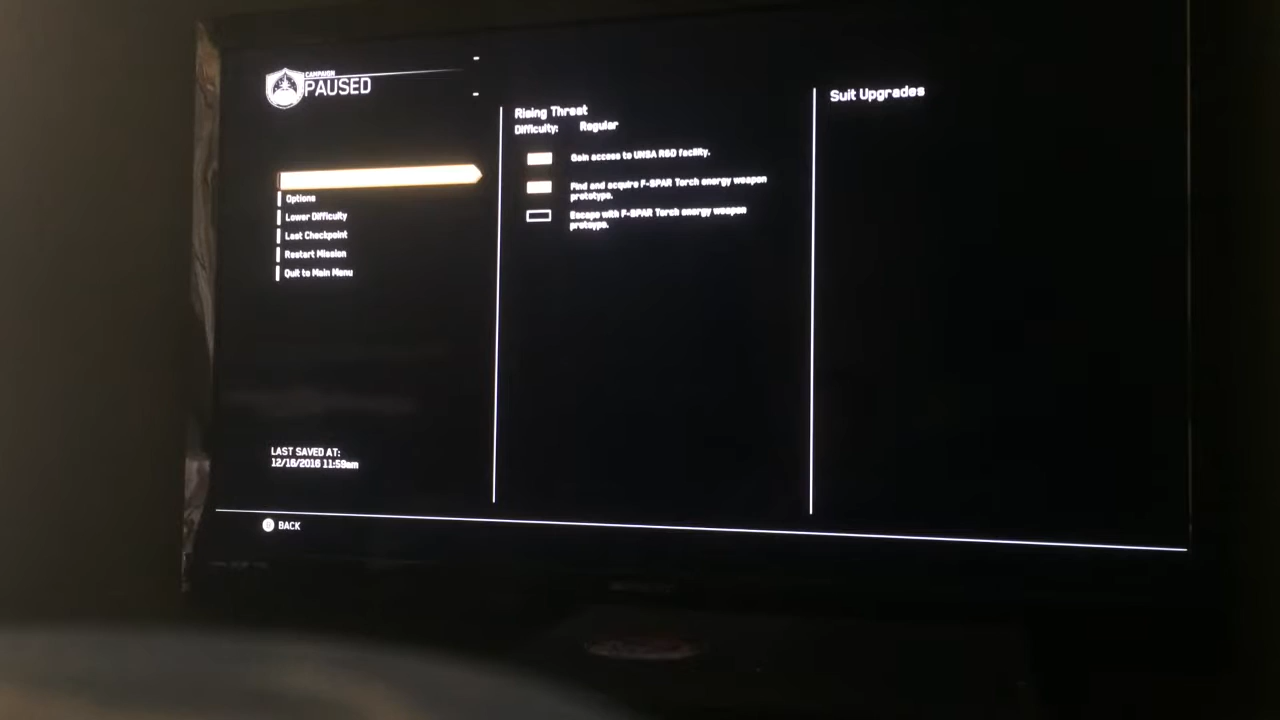 CAMPAIGN
PAUSED
Options
Lower Difficulty
Last Checkpoint
Restart Mission
Quit to Main Menu
LAST SAVED AT:
12/16/2016 11:59am
BACK
Rising Threat
Difficulty: Regular
Gain access to UNSA R&D facility.
Find and acquire F-SPAR Torch energy weapon
prototype.
Escape with F-SPAR Torch energy weapon
prototype.
Suit Upgrades